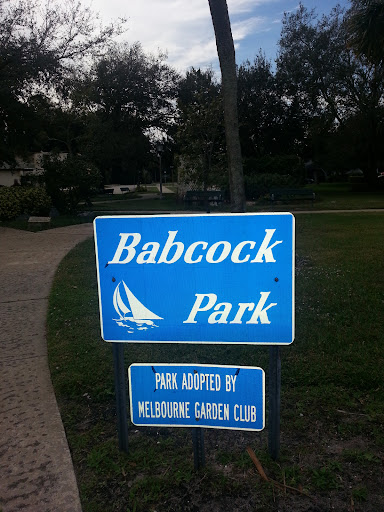 Babcock
Park
PARK ADOPTED BY
MELBOURNE GARDEN CLUB